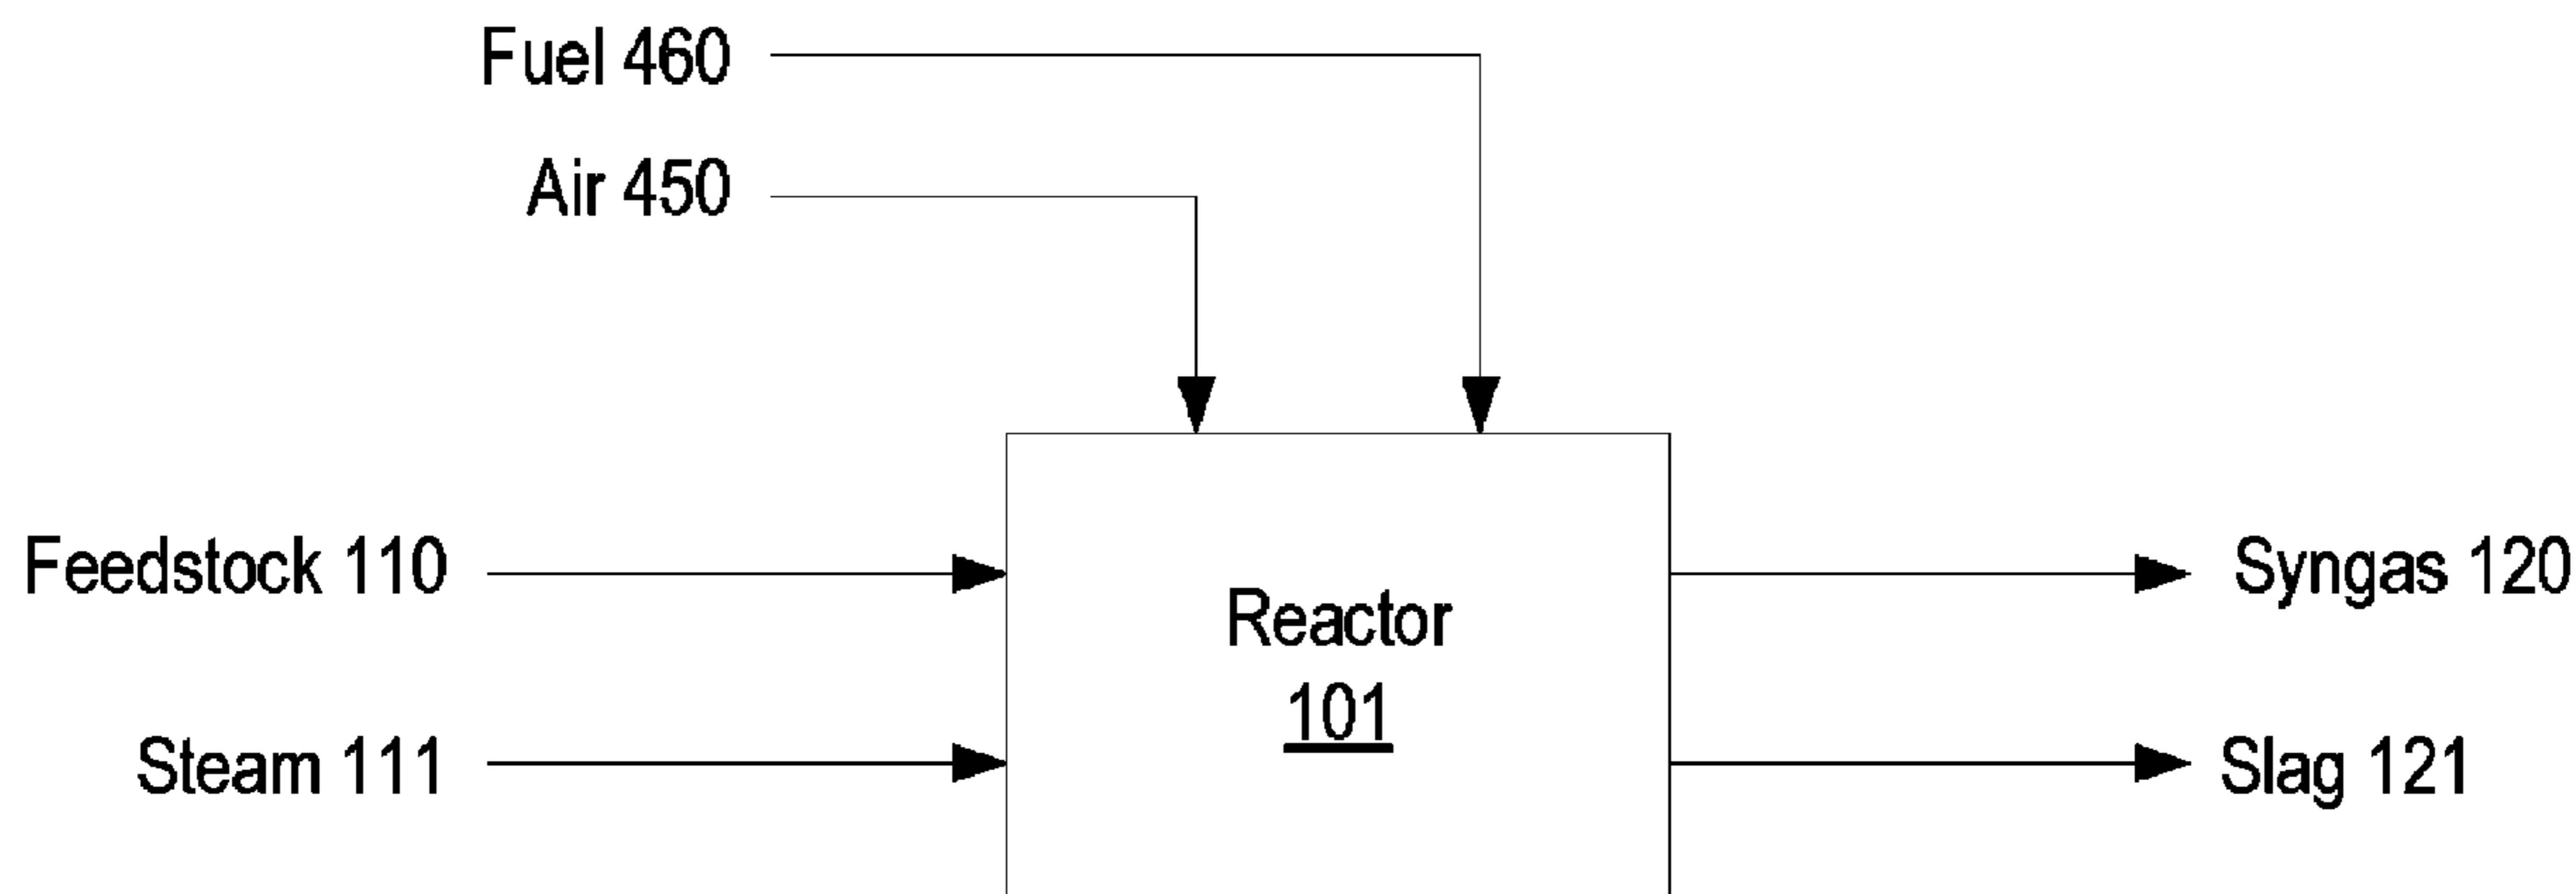 Fuel 460
Air 450
Feedstock 110
Steam 111
Reactor
101
Syngas 120
Slag 121